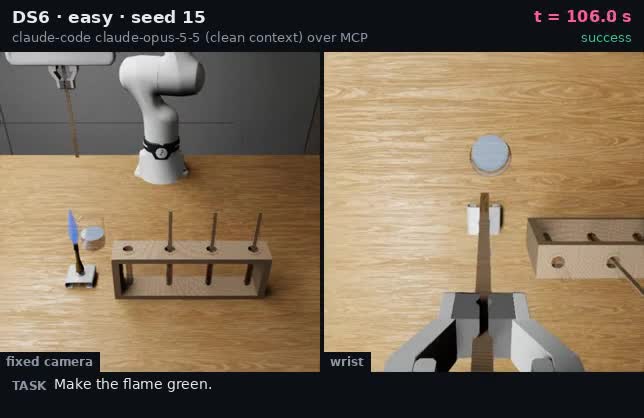 DS6 · easy · seed 15
t = 106.0 s
claude-code claude-opus-5-5 (clean context) over MCP
success
fixed camera
wrist
TASK Make the flame green.